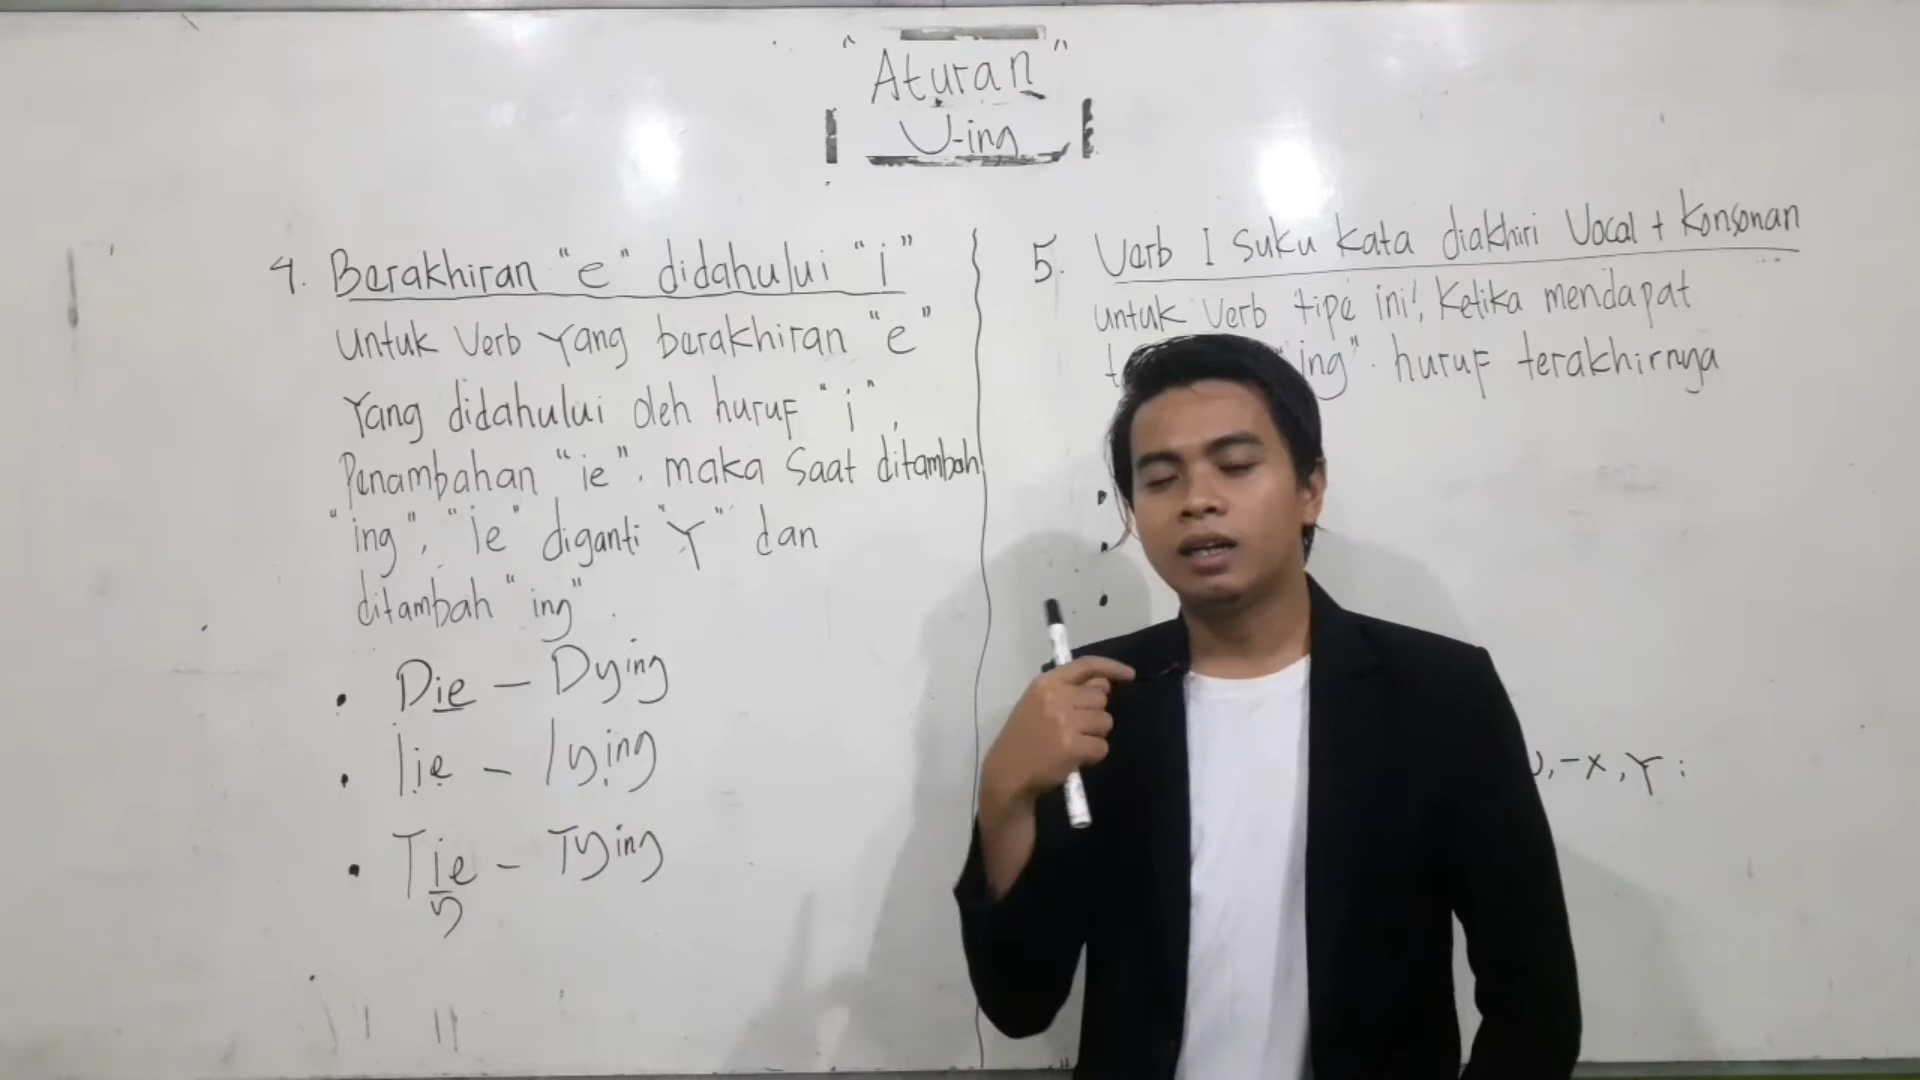 "Aturan"
V-ing
4. Berakhiran "e" didahului "i"
untuk Verb Yang berakhiran "e"
Yang didahului oleh huruf "i",
Penambahan "ie", maka Saat ditambah
"ing", "ie" diganti "Y" dan
ditambah "ing".
• Die – Dying
• lie – lying
• Tie – Tying
y
5. Verb 1 Suku kata diakhiri Vocal + Konsonan
untuk Verb tipe ini!, Ketika mendapat
ing". huruf terakhirnya
•
•
•
, -x, Y :